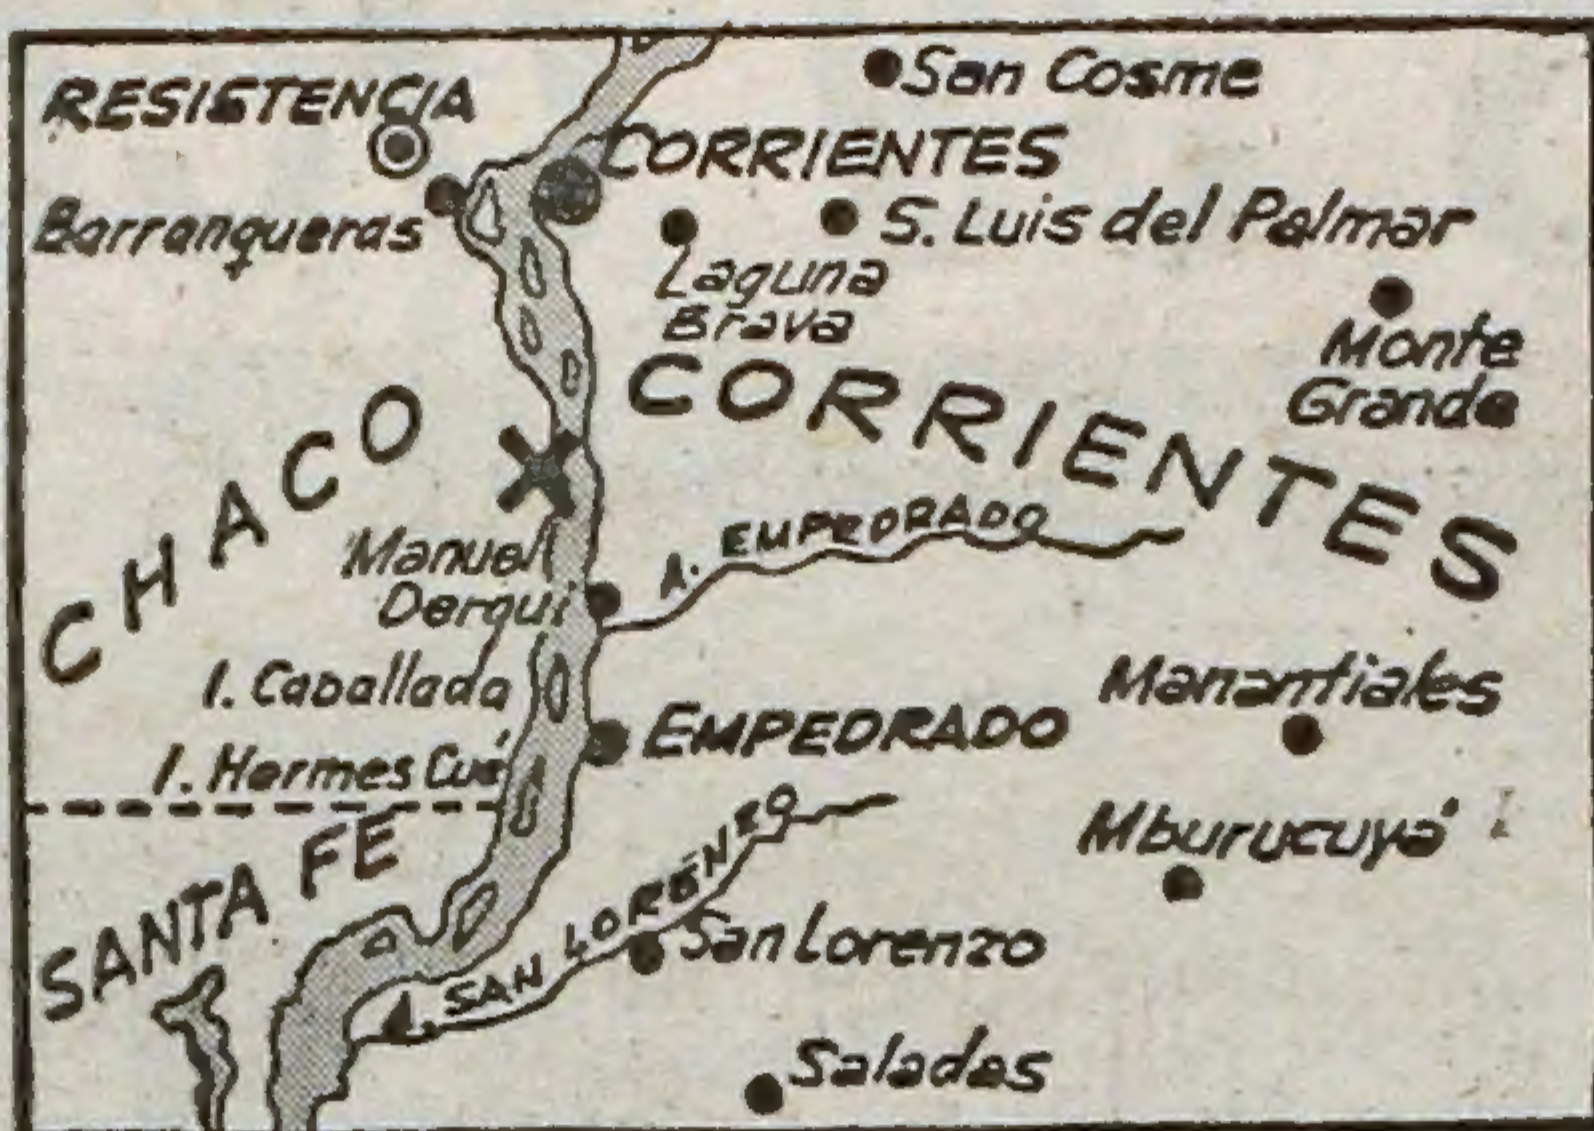 San Cosme
RESISTENCIA
CORRIENTES
Barranqueras
S. Luis del Palmar
Laguna
Brava
Monte
Grande
CORRIENTES
CHACO
A. EMPEDRADO
Manuel
Derqui
I. Caballada
Manantiales
EMPEDRADO
I. Hermes Cué
Mburucuyá
SANTA FE
A. SAN LORENZO
San Lorenzo
Salades